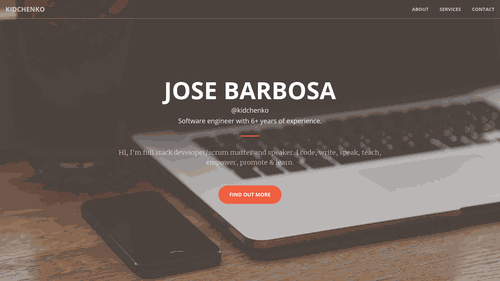 KIDCHENKO
ABOUT SERVICES CONTACT
JOSE BARBOSA
@kidchenko
Software engineer with 6+ years of experience.
Hi, I'm full stack developer/scrum master and speaker. I code, write, speak, teach,
empower, promote & learn.
FIND OUT MORE